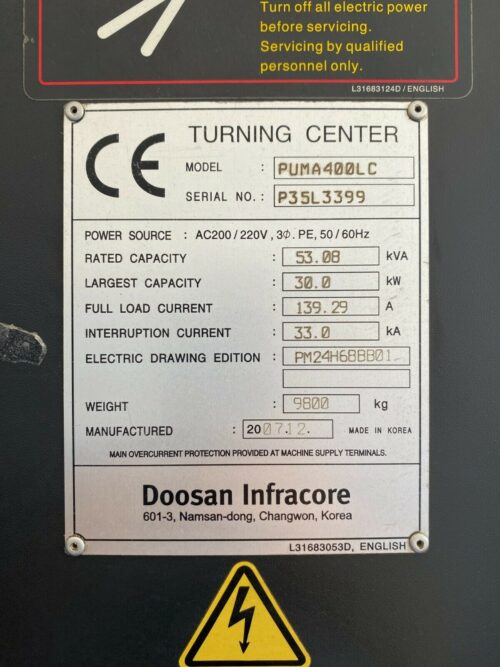 Turn off all electric power
before servicing.
Servicing by qualified
personnel only.
L31683124D / ENGLISH
CE
TURNING CENTER
MODEL : PUMA400LC
SERIAL NO. : P35L3399
POWER SOURCE : AC200 / 220V, 3Φ. PE, 50 / 60Hz
RATED CAPACITY : 53.08 kVA
LARGEST CAPACITY : 30.0 kW
FULL LOAD CURRENT : 139.29 A
INTERRUPTION CURRENT : 33.0 kA
ELECTRIC DRAWING EDITION : PM24H6BBB01
WEIGHT : 9800 kg
MANUFACTURED : 2007.12. MADE IN KOREA
MAIN OVERCURRENT PROTECTION PROVIDED AT MACHINE SUPPLY TERMINALS.
Doosan Infracore
601-3, Namsan-dong, Changwon, Korea
L31683053D, ENGLISH